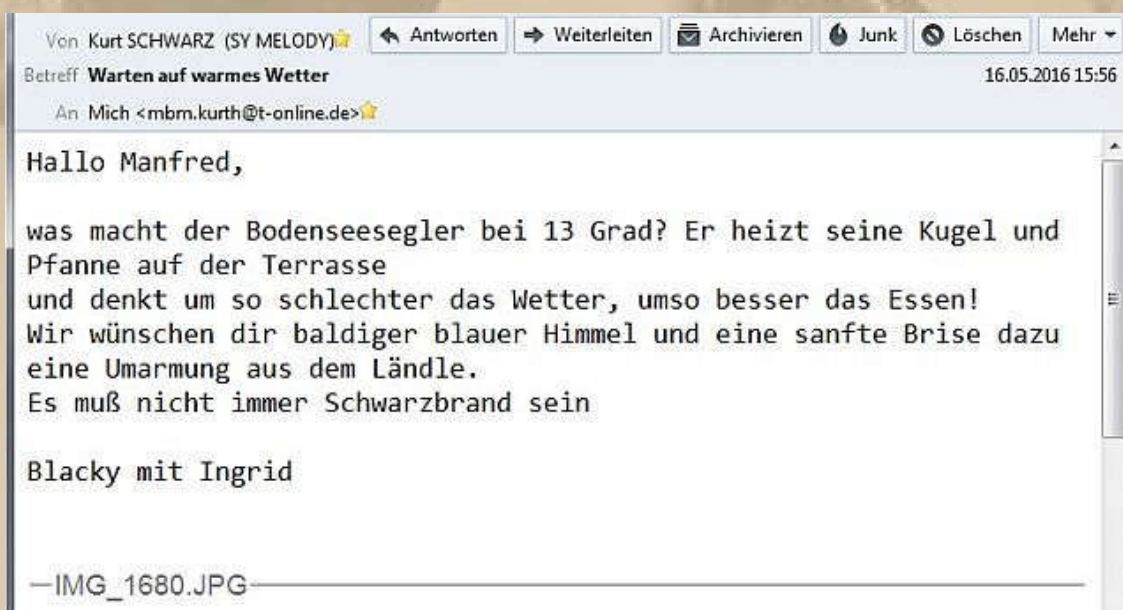 Von Kurt SCHWARZ (SY MELODY) Antworten Weiterleiten Archivieren Junk Löschen Mehr
Betreff Warten auf warmes Wetter 16.05.2016 15:56
An Mich <mbm.kurth@t-online.de>
Hallo Manfred,
was macht der Bodenseesegler bei 13 Grad? Er heizt seine Kugel und
Pfanne auf der Terrasse
und denkt um so schlechter das Wetter, umso besser das Essen!
Wir wünschen dir baldiger blauer Himmel und eine sanfte Brise dazu
eine Umarmung aus dem Ländle.
Es muß nicht immer Schwarzbrand sein
Blacky mit Ingrid
IMG_1680.JPG